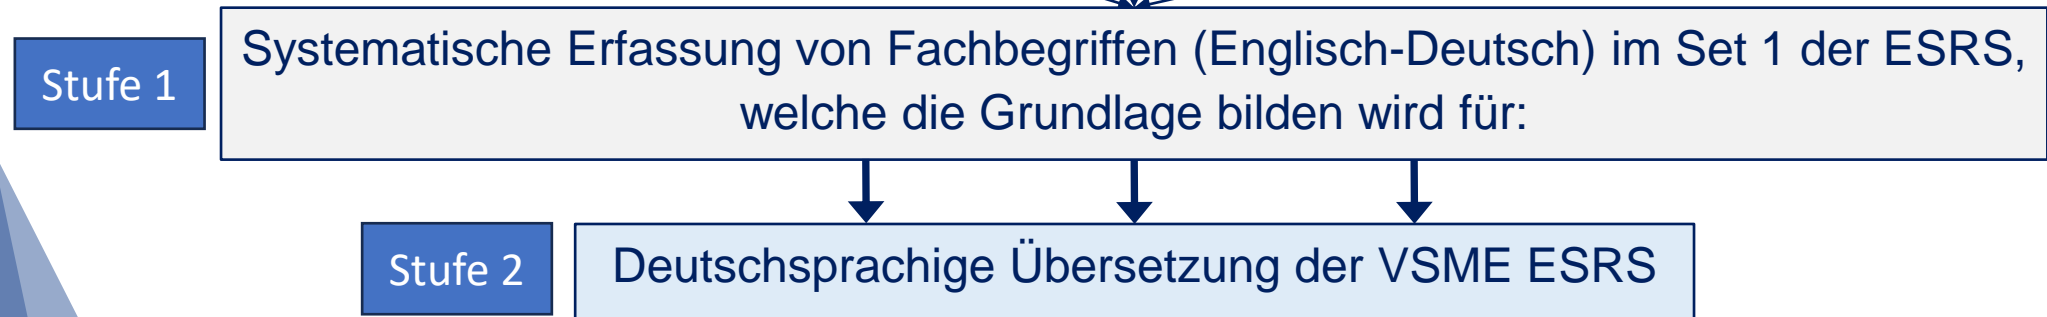 Stufe 1
Systematische Erfassung von Fachbegriffen (Englisch-Deutsch) im Set 1 der ESRS,
welche die Grundlage bilden wird für:
Stufe 2
Deutschsprachige Übersetzung der VSME ESRS